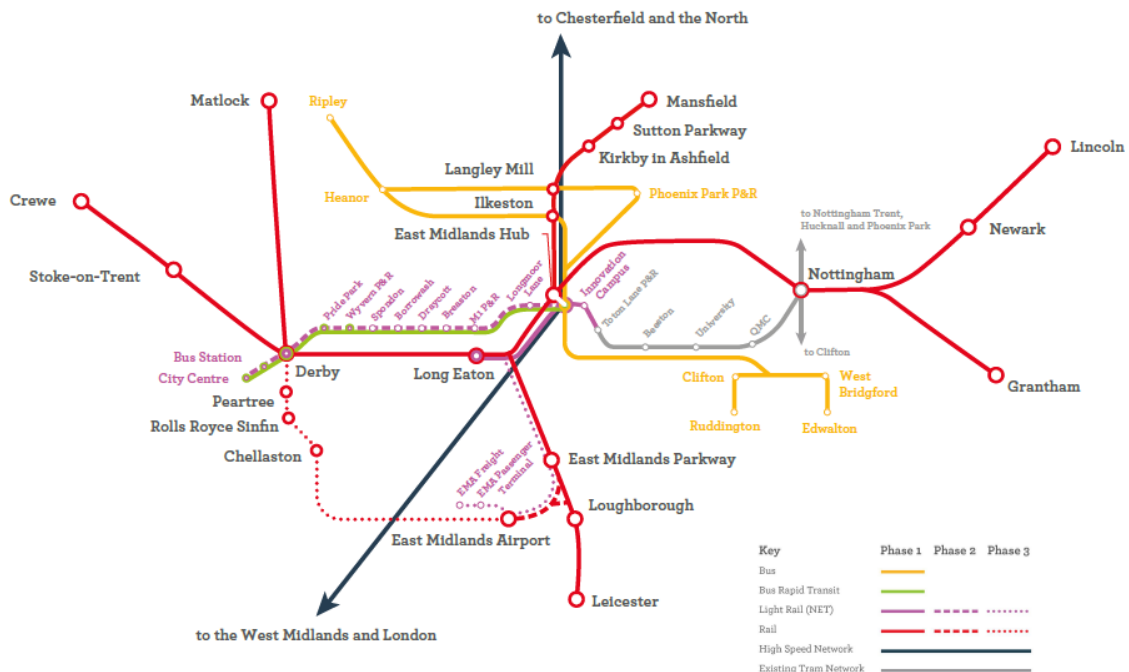 to Chesterfield and the North
Matlock
Ripley
Mansfield
Sutton Parkway
Kirkby in Ashfield
Lincoln
Langley Mill
Crewe
Heanor
Phoenix Park P&R
Ilkeston
to Nottingham Trent,
Hucknall and Phoenix Park
Newark
East Midlands Hub
Stoke-on-Trent
Nottingham
Pride Park
Wyvern P&R
Spondon
Borrowash
Draycott
Breaston
M1 P&R
Longmoor
Lane
Innovation
Campus
Toton Lane P&R
Beeston
University
QMC
to Clifton
Bus Station
City Centre
Derby
Long Eaton
Clifton
West
Bridgford
Grantham
Peartree
Rolls Royce Sinfin
Ruddington
Edwalton
Chellaston
EMA Freight
EMA Passenger
Terminal
East Midlands Parkway
Loughborough
East Midlands Airport
Leicester
to the West Midlands and London
Key Phase 1 Phase 2 Phase 3
Bus
Bus Rapid Transit
Light Rail (NET)
Rail
High Speed Network
Existing Tram Network